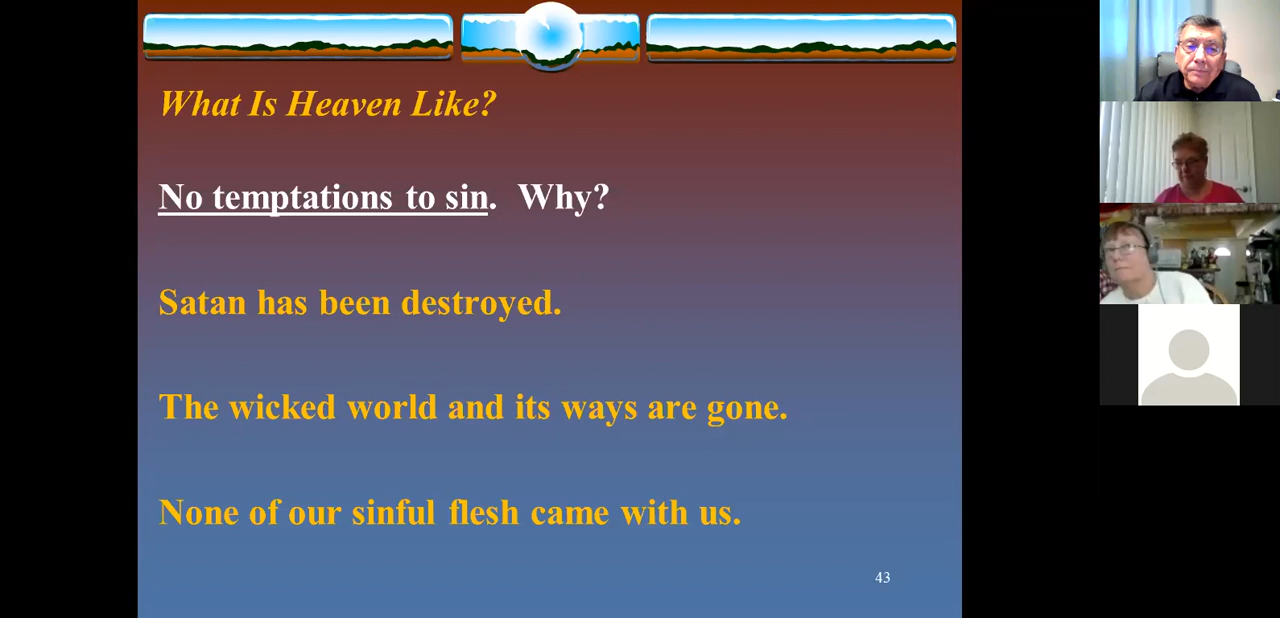 What Is Heaven Like?
No temptations to sin. Why?
Satan has been destroyed.
The wicked world and its ways are gone.
None of our sinful flesh came with us.
43